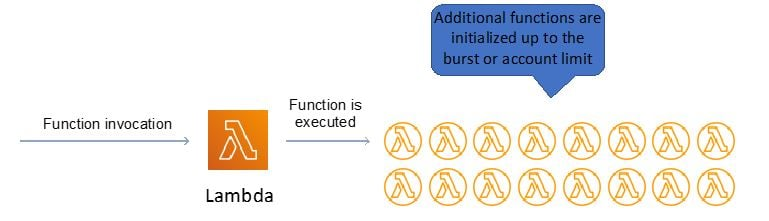 Additional functions are
initialized up to the
burst or account limit
Function invocation
Function is
executed
Lambda